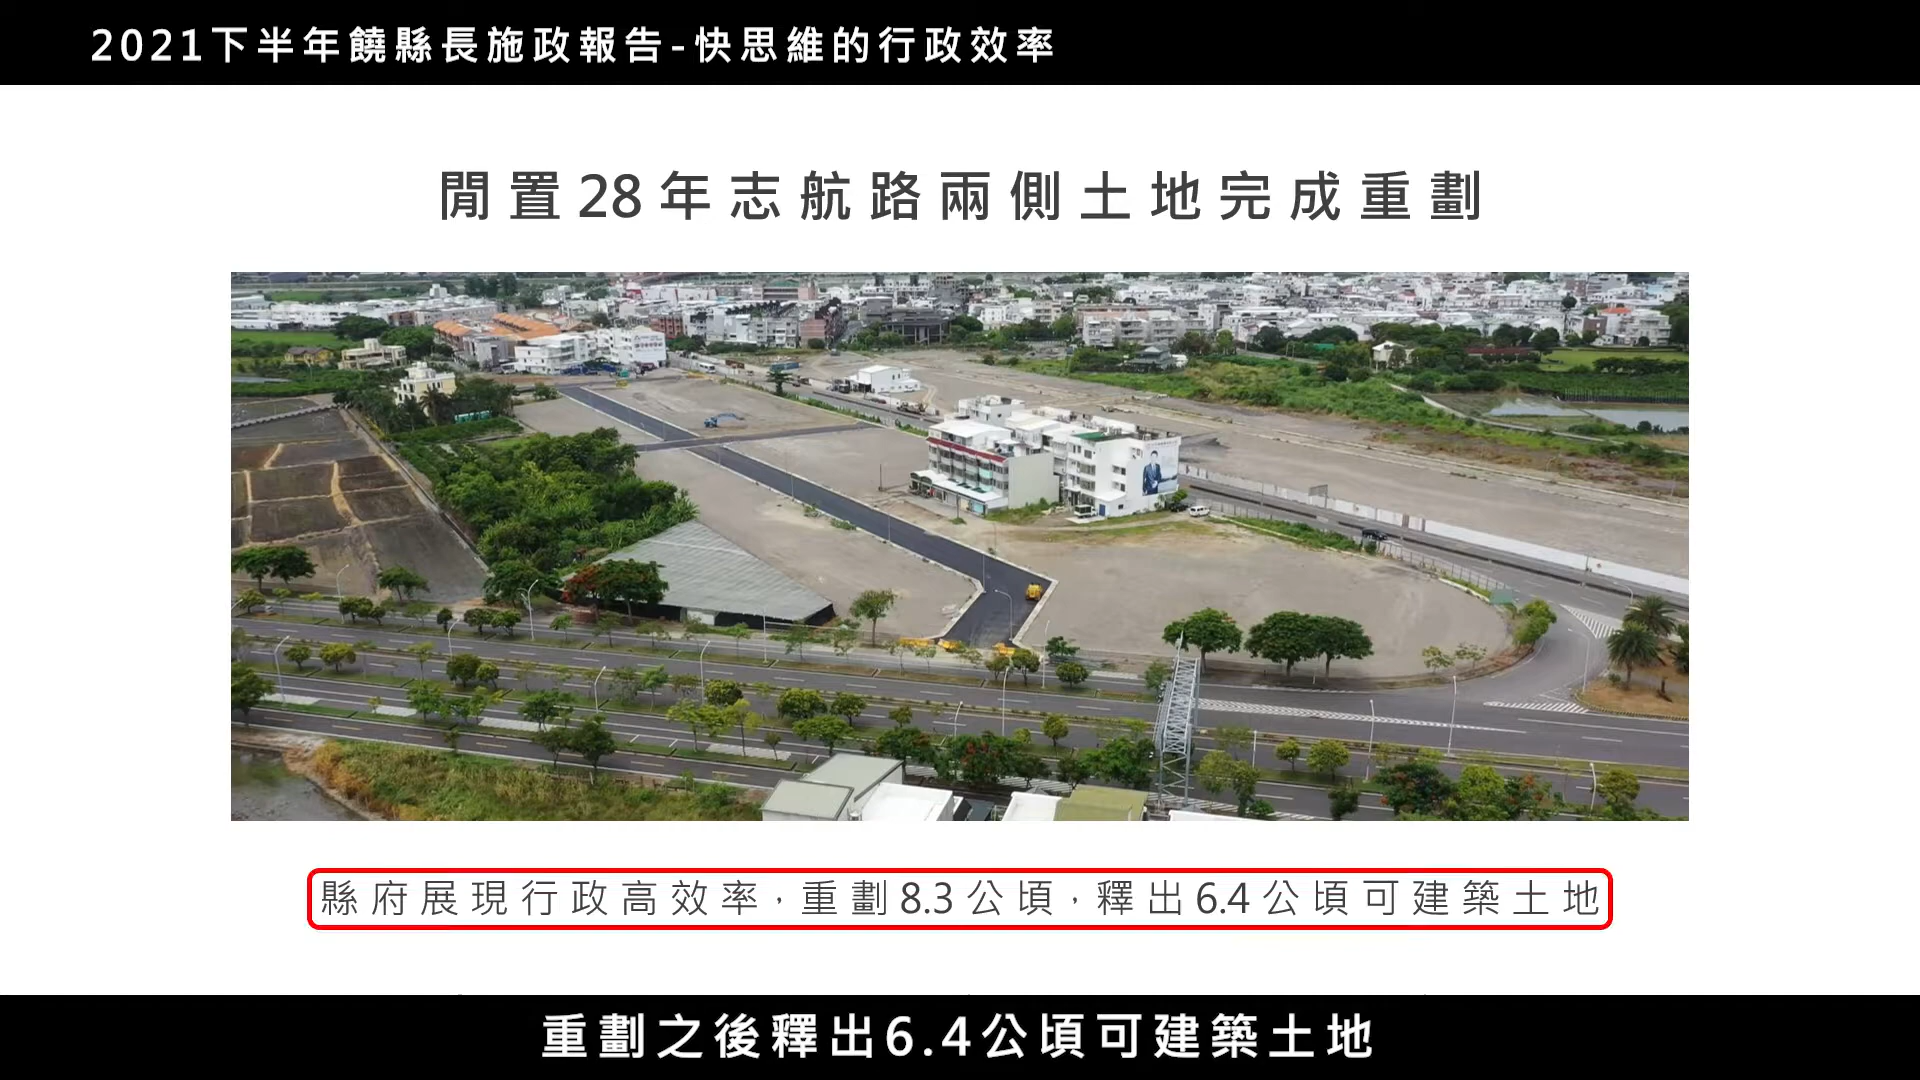 2021下半年饒縣長施政報告-快思維的行政效率
閒置28年志航路兩側土地完成重劃
縣府展現行政高效率，重劃8.3公頃，釋出6.4公頃可建築土地
重劃之後釋出6.4公頃可建築土地